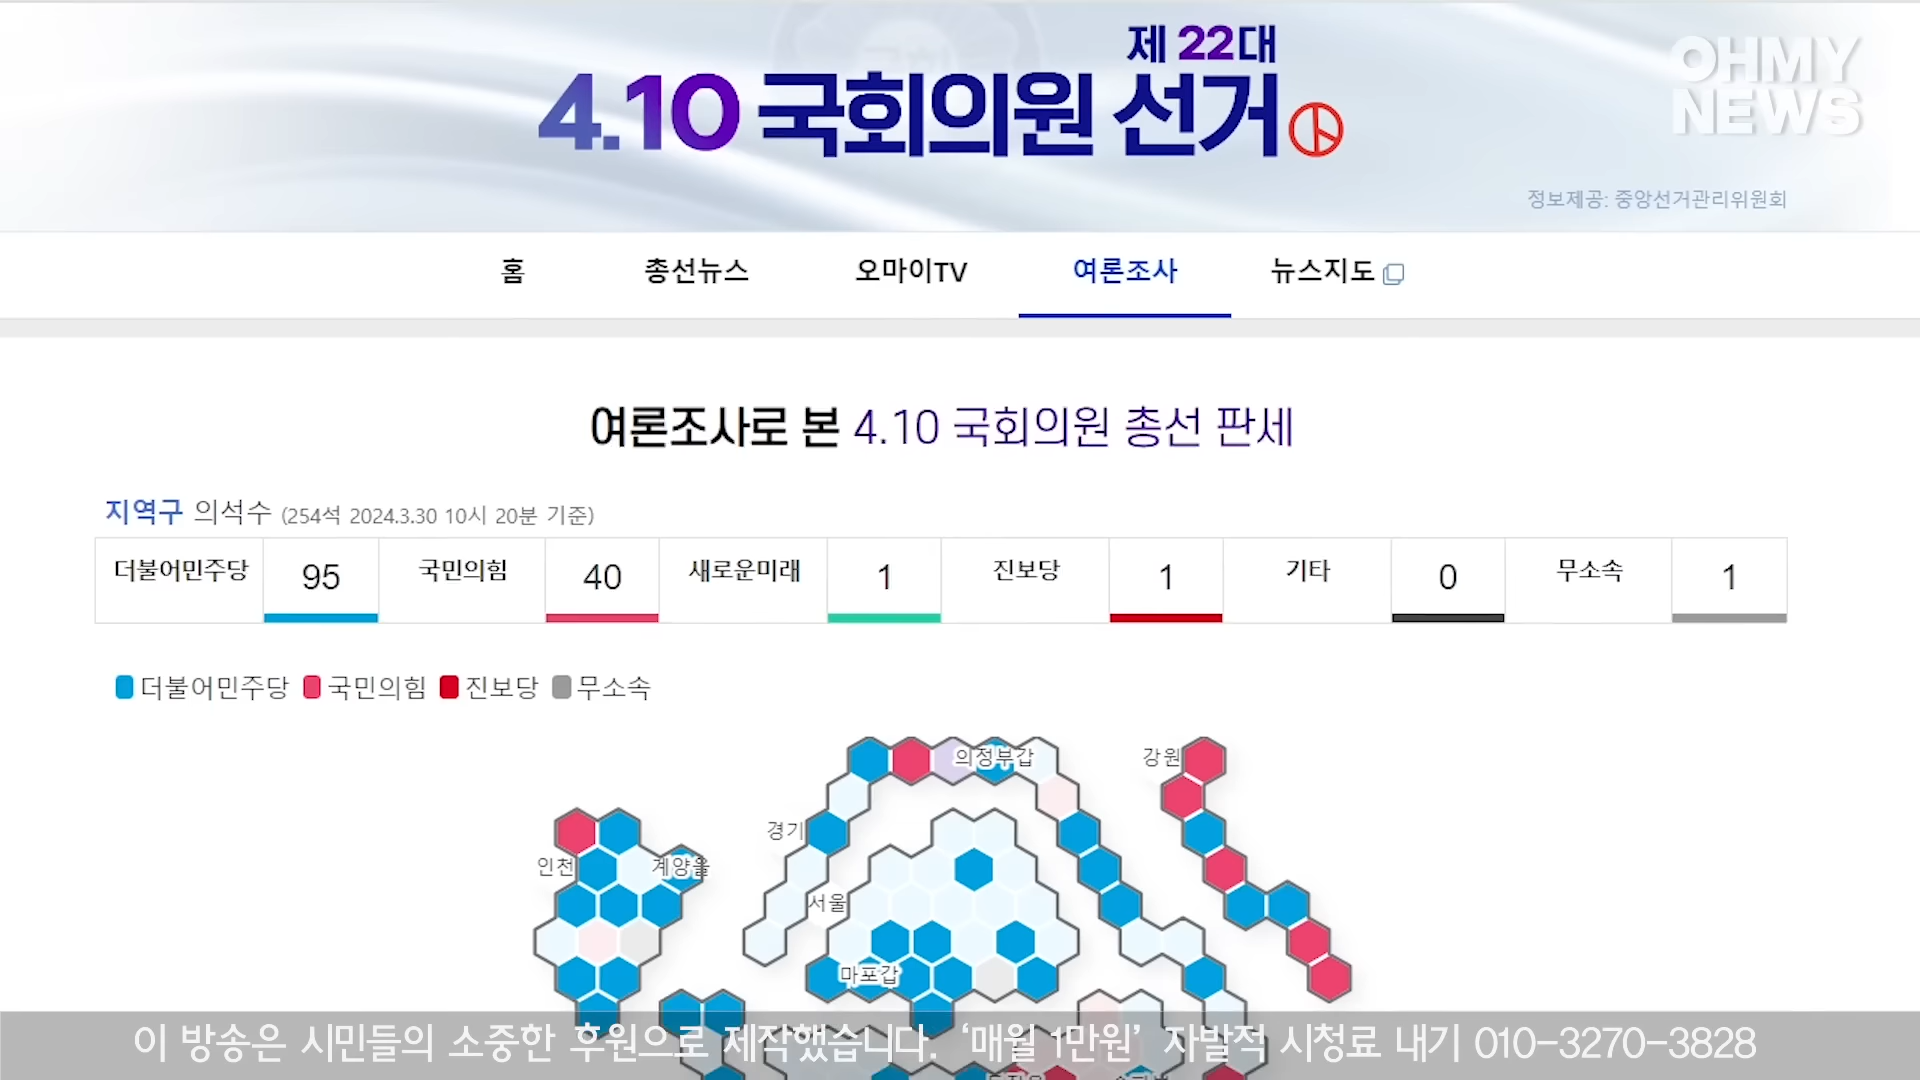 제 22대
4.10 국회의원 선거
OHMY
NEWS
정보제공: 중앙선거관리위원회
홈 총선뉴스 오마이TV 여론조사 뉴스지도
여론조사로 본 4.10 국회의원 총선 판세
지역구 의석수 (254석 2024.3.30 10시 20분 기준)
더불어민주당 95 국민의힘 40 새로운미래 1 진보당 1 기타 0 무소속 1
더불어민주당 국민의힘 진보당 무소속
의정부갑 강원
경기
인천 계양을
서울
마포갑
이 방송은 시민들의 소중한 후원으로 제작했습니다. ‘매월 1만원’ 자발적 시청료 내기 010-3270-3828